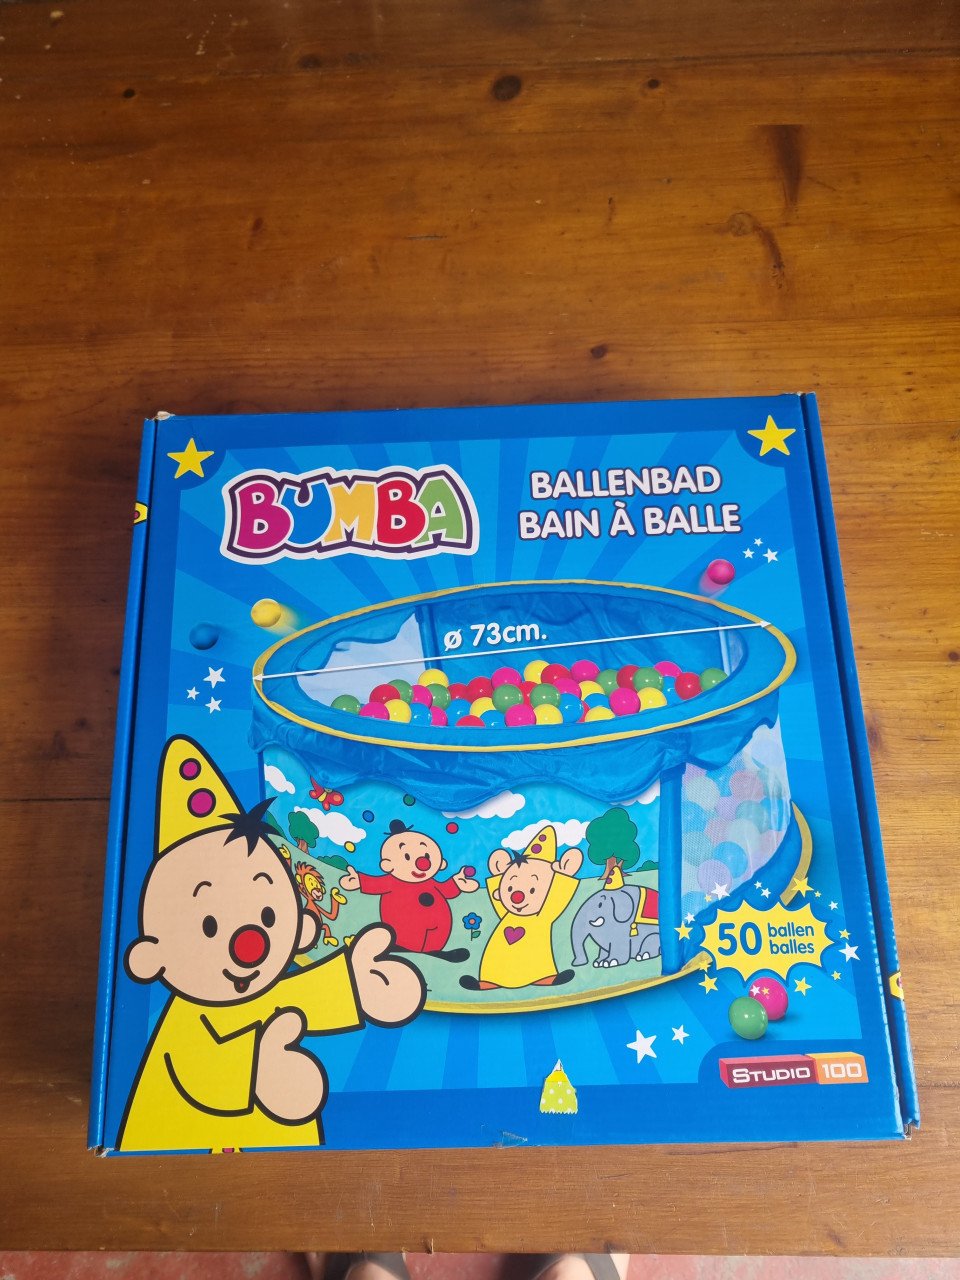 BUMBA
BALLENBAD
BAIN À BALLE
ø 73cm.
50 ballen
balles
STUDIO 100